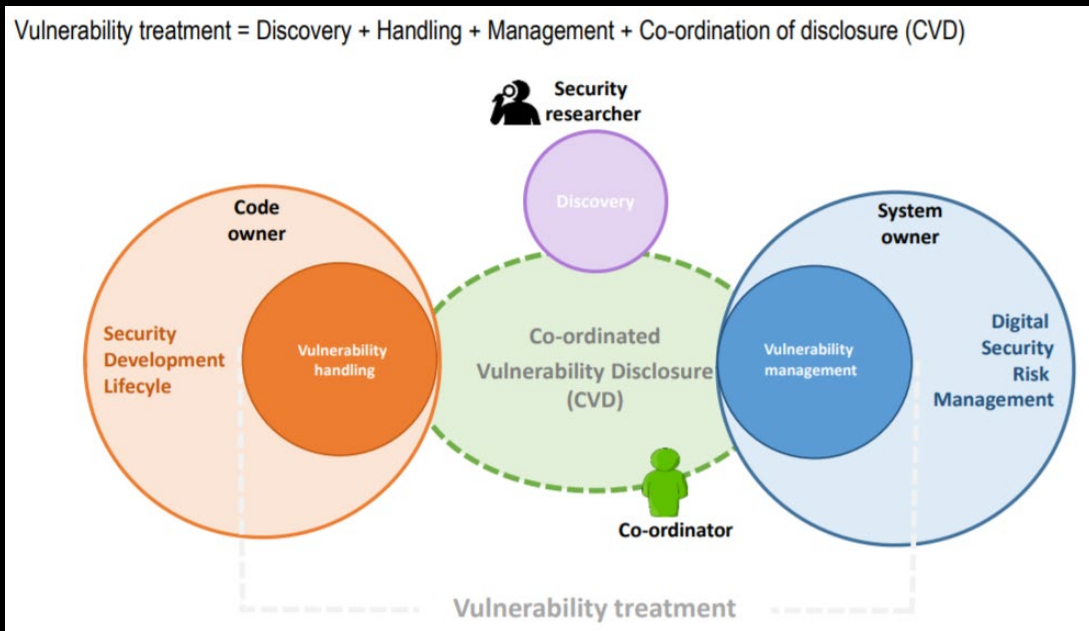 Vulnerability treatment = Discovery + Handling + Management + Co-ordination of disclosure (CVD)
Security
researcher
Discovery
Code
owner
System
owner
Security
Development
Lifecyle
Vulnerability
handling
Co-ordinated
Vulnerability Disclosure
(CVD)
Vulnerability
management
Digital
Security
Risk
Management
Co-ordinator
Vulnerability treatment